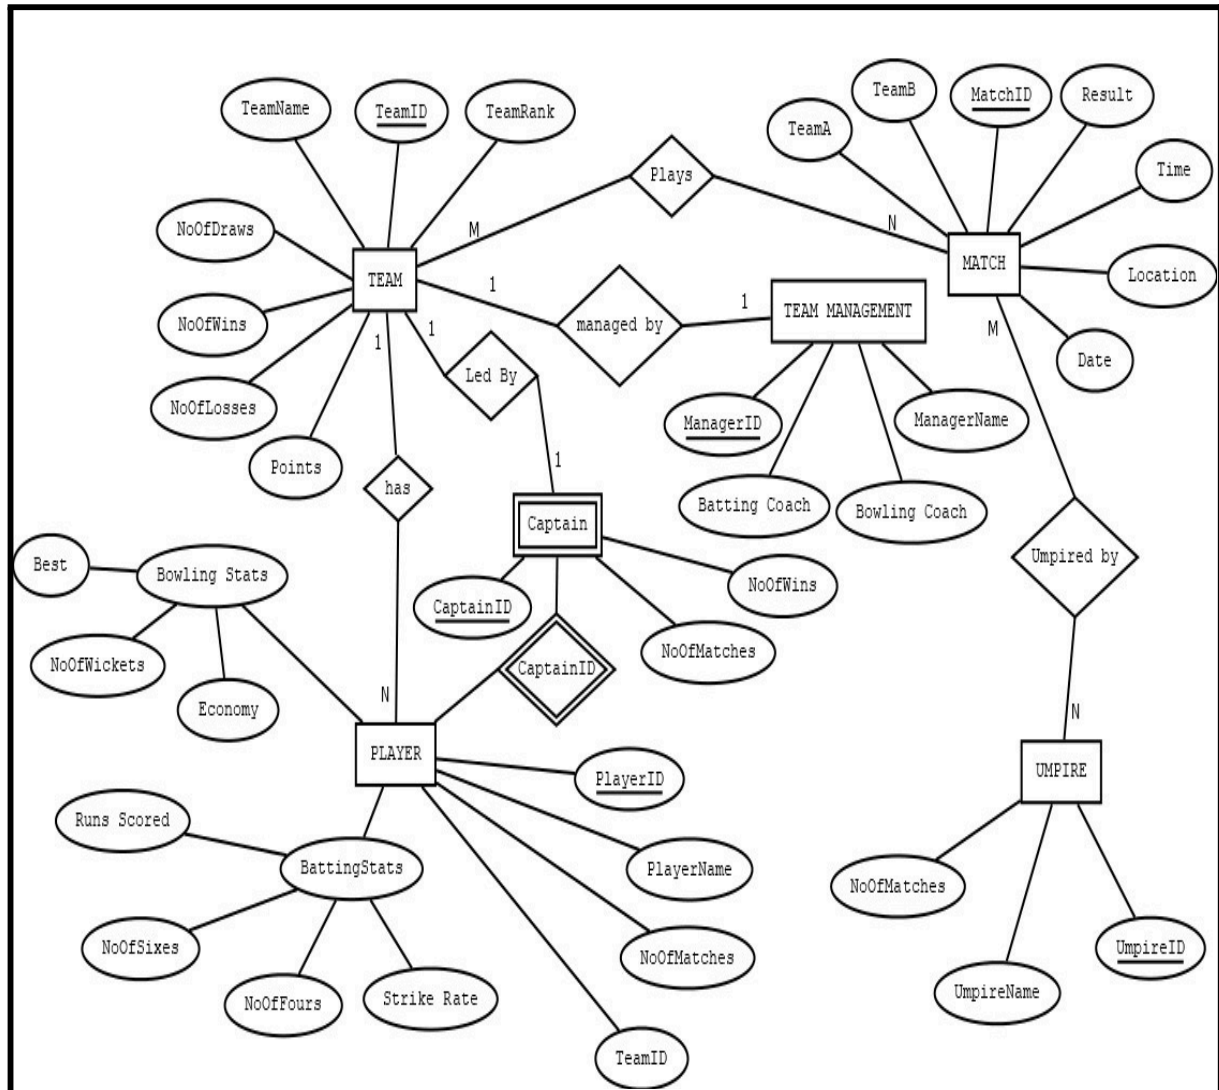 TeamName
TeamID
TeamRank
TeamA
TeamB
MatchID
Result
Time
Plays
NoOfDraws
M
N
TEAM
MATCH
Location
1
1
TEAM MANAGEMENT
managed by
NoOfWins
1
1
M
Date
Led By
NoOfLosses
ManagerID
ManagerName
Points
has
1
Batting Coach
Bowling Coach
Captain
Best
Bowling Stats
Umpired by
NoOfWins
CaptainID
NoOfWickets
NoOfMatches
CaptainID
Economy
N
N
PLAYER
PlayerID
UMPIRE
Runs Scored
BattingStats
PlayerName
NoOfMatches
NoOfSixes
NoOfMatches
UmpireID
NoOfFours
Strike Rate
UmpireName
TeamID